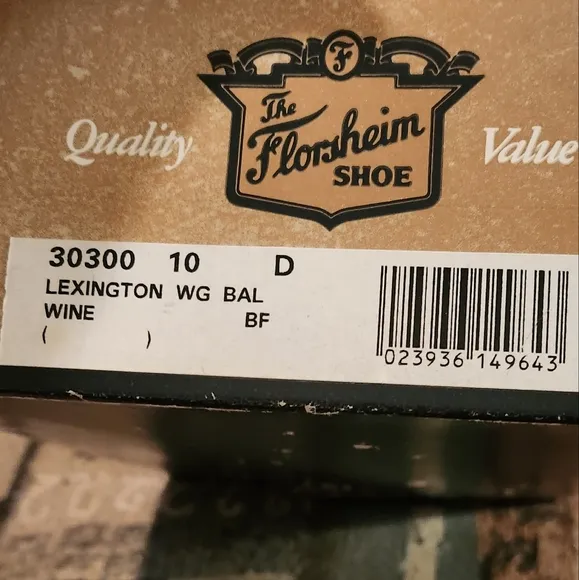 F
The
Florsheim
SHOE
Quality
Value
30300 10 D
LEXINGTON WG BAL
WINE BF
( )
023936 149643